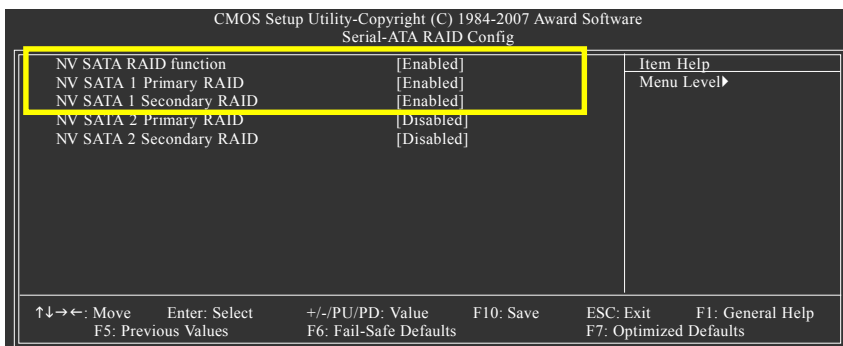 CMOS Setup Utility-Copyright (C) 1984-2007 Award Software
Serial-ATA RAID Config
NV SATA RAID function [Enabled] Item Help
NV SATA 1 Primary RAID [Enabled] Menu Level▶
NV SATA 1 Secondary RAID [Enabled]
NV SATA 2 Primary RAID [Disabled]
NV SATA 2 Secondary RAID [Disabled]
↑↓→←: Move Enter: Select +/-/PU/PD: Value F10: Save ESC: Exit F1: General Help
F5: Previous Values F6: Fail-Safe Defaults F7: Optimized Defaults